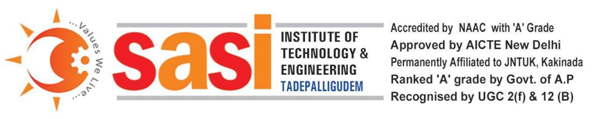 ...Values We Live...
sasi
INSTITUTE OF
TECHNOLOGY &
ENGINEERING
TADEPALLIGUDEM
Accredited by NAAC with 'A' Grade
Approved by AICTE New Delhi
Permanently Affiliated to JNTUK, Kakinada
Ranked 'A' grade by Govt. of A.P
Recognised by UGC 2(f) & 12 (B)